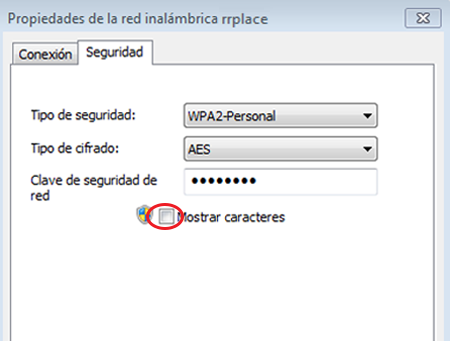 Propiedades de la red inalámbrica rrplace
Conexión Seguridad
Tipo de seguridad: WPA2-Personal
Tipo de cifrado: AES
Clave de seguridad de ••••••••
red
Mostrar caracteres